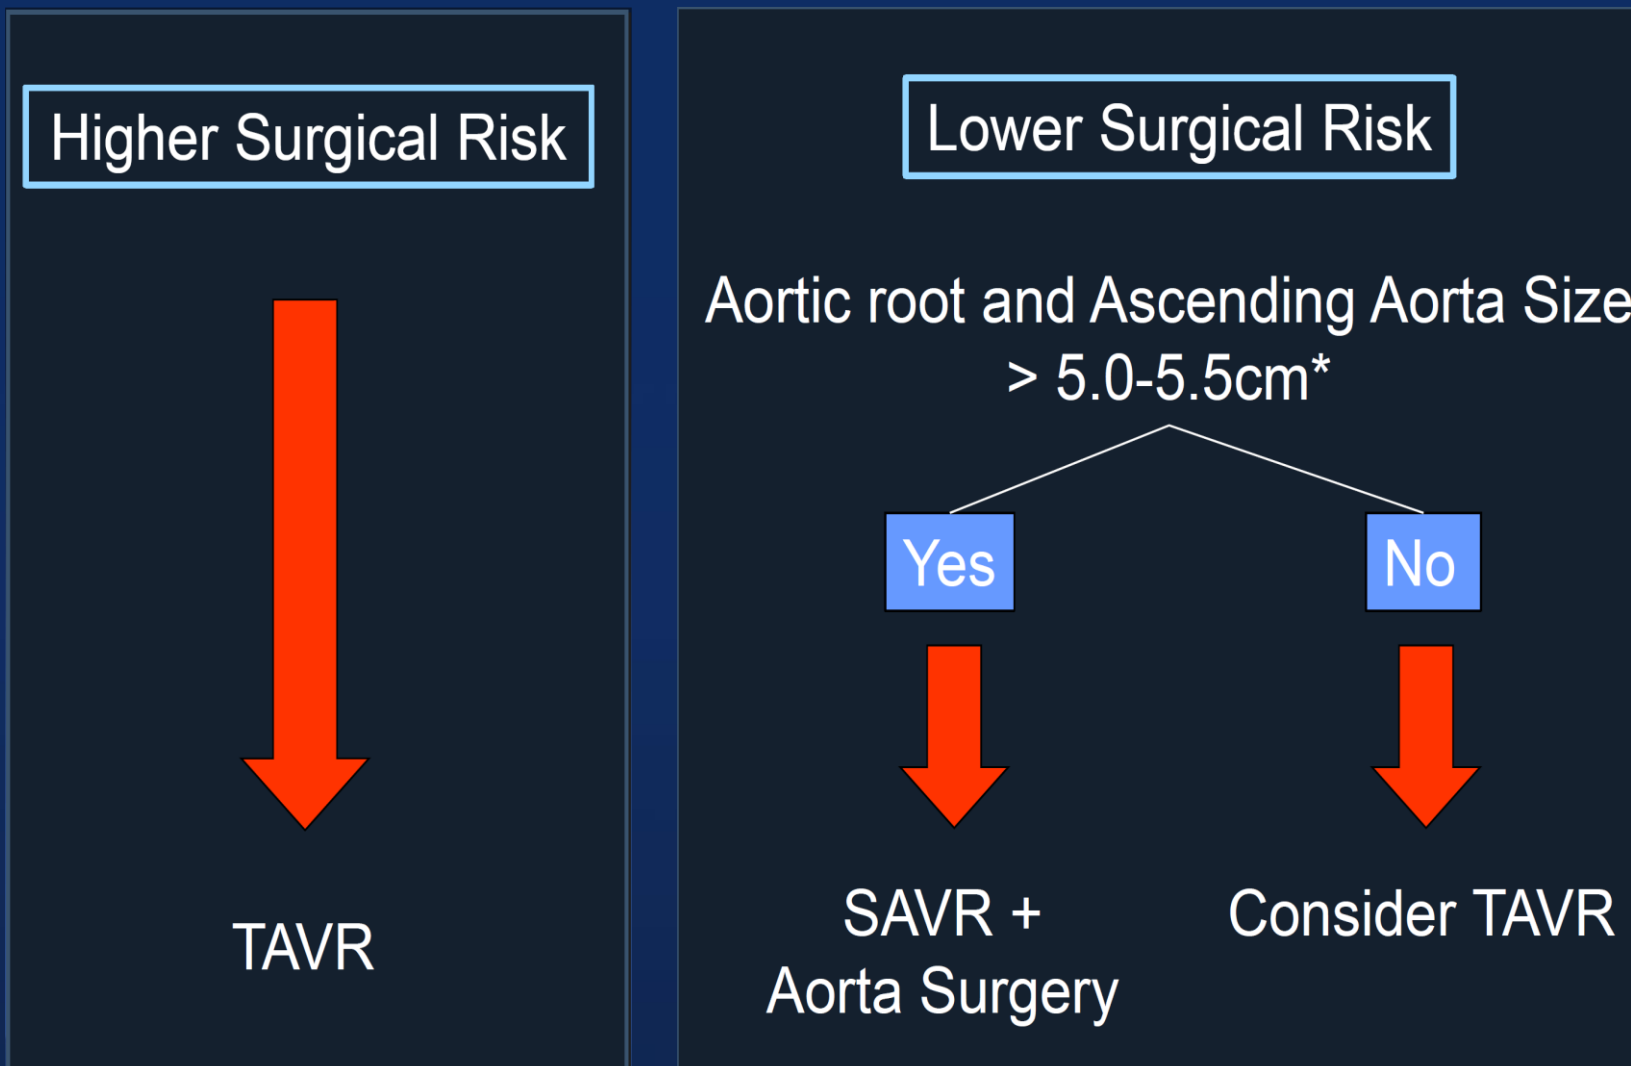 Higher Surgical Risk
TAVR
Lower Surgical Risk
Aortic root and Ascending Aorta Size
> 5.0-5.5cm*
Yes
No
SAVR +
Aorta Surgery
Consider TAVR